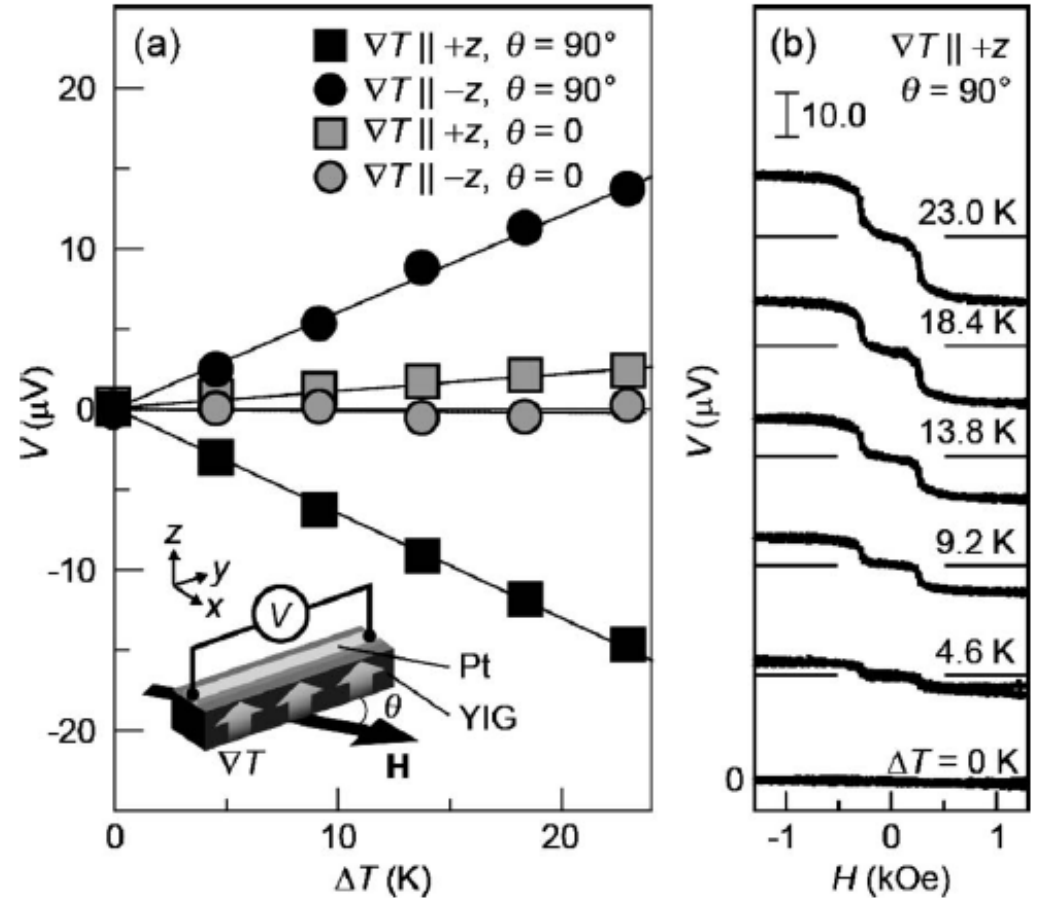 (a)
■ ∇T || +z, θ = 90°
● ∇T || −z, θ = 90°
■ ∇T || +z, θ = 0
● ∇T || −z, θ = 0
20
10
0
-10
-20
V (μV)
z
y
x
V
Pt
YIG
θ
∇T
H
0
10
20
ΔT (K)
(b)
∇T || +z
θ = 90°
10.0
23.0 K
18.4 K
13.8 K
9.2 K
4.6 K
ΔT = 0 K
0
V (μV)
-1
0
1
H (kOe)